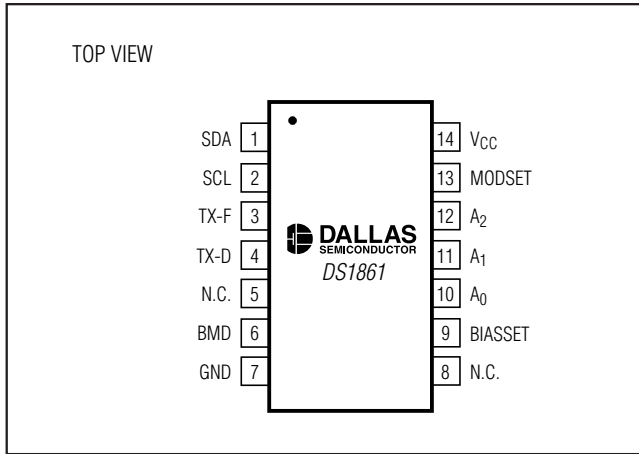 TOP VIEW
SDA 1
SCL 2
TX-F 3
TX-D 4
N.C. 5
BMD 6
GND 7
DALLAS
SEMICONDUCTOR
DS1861
14 VCC
13 MODSET
12 A2
11 A1
10 A0
9 BIASSET
8 N.C.